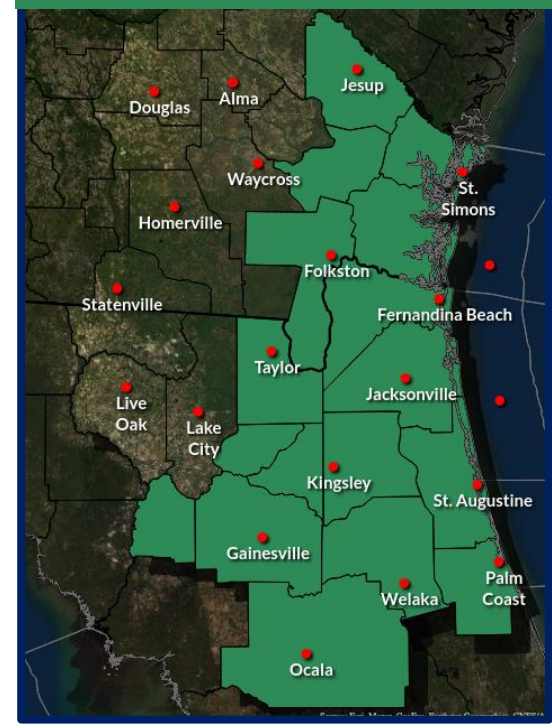 Jesup
Alma
Douglas
Waycross
St.
Simons
Homerville
Folkston
Statenville
Fernandina Beach
Taylor
Jacksonville
Live
Oak
Lake
City
Kingsley
St. Augustine
Gainesville
Palm
Coast
Welaka
Ocala